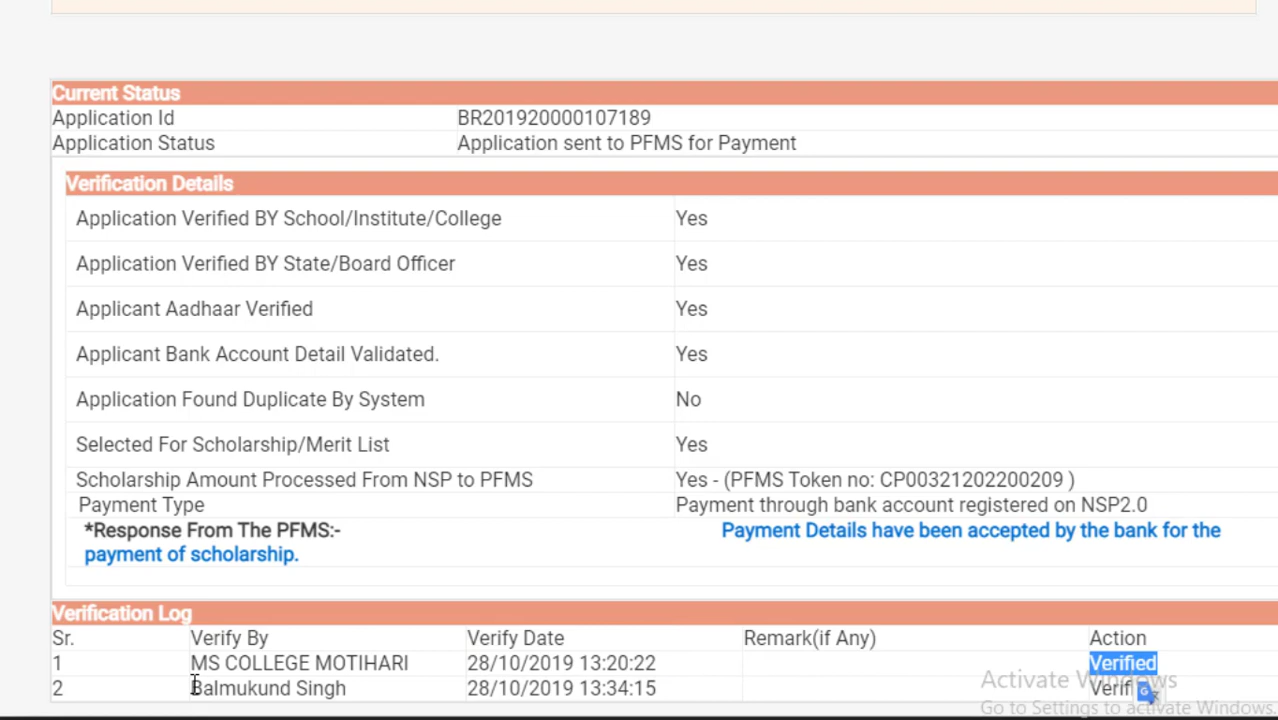 Current Status
Application Id BR201920000107189
Application Status Application sent to PFMS for Payment
Verification Details
Application Verified BY School/Institute/College Yes
Application Verified BY State/Board Officer Yes
Applicant Aadhaar Verified Yes
Applicant Bank Account Detail Validated. Yes
Application Found Duplicate By System No
Selected For Scholarship/Merit List Yes
Scholarship Amount Processed From NSP to PFMS Yes - (PFMS Token no: CP00321202200209 )
Payment Type Payment through bank account registered on NSP2.0
*Response From The PFMS:- Payment Details have been accepted by the bank for the
payment of scholarship.
Verification Log
Sr. Verify By Verify Date Remark(if Any) Action
1 MS COLLEGE MOTIHARI 28/10/2019 13:20:22 Verified
2 Balmukund Singh 28/10/2019 13:34:15
Activate Windows
Go to Settings to activate Windows.